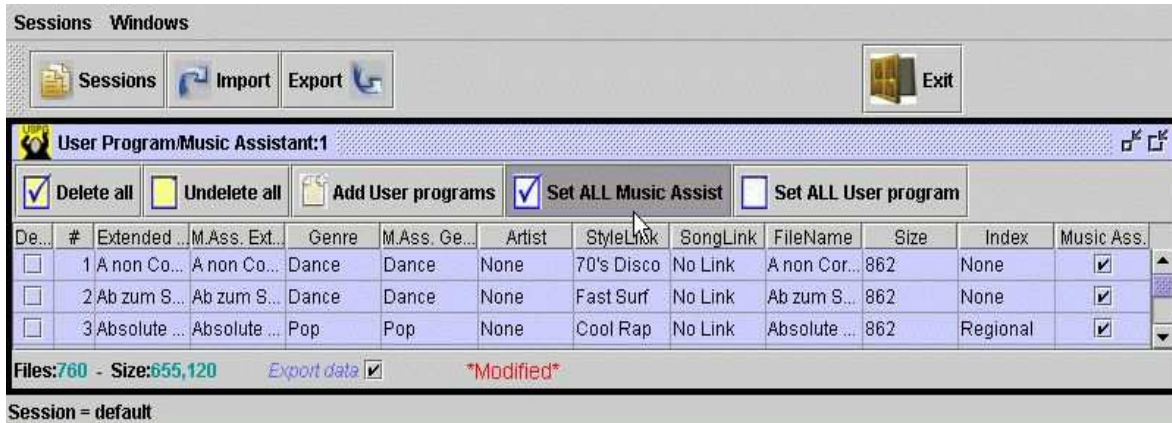 Sessions Windows
Sessions Import Export Exit
USPG
User Program/Music Assistant:1
Delete all Undelete all Add User programs Set ALL Music Assist Set ALL User program
De... # Extended ... M.Ass. Ext... Genre M.Ass. Ge... Artist StyleLink SongLink FileName Size Index Music Ass.
1 A non Co... A non Co... Dance Dance None 70's Disco No Link A non Cor... 862 None
2 Ab zum S... Ab zum S... Dance Dance None Fast Surf No Link Ab zum S... 862 None
3 Absolute ... Absolute ... Pop Pop None Cool Rap No Link Absolute ... 862 Regional
Files:760 - Size:655,120 Export data *Modified*
Session = default